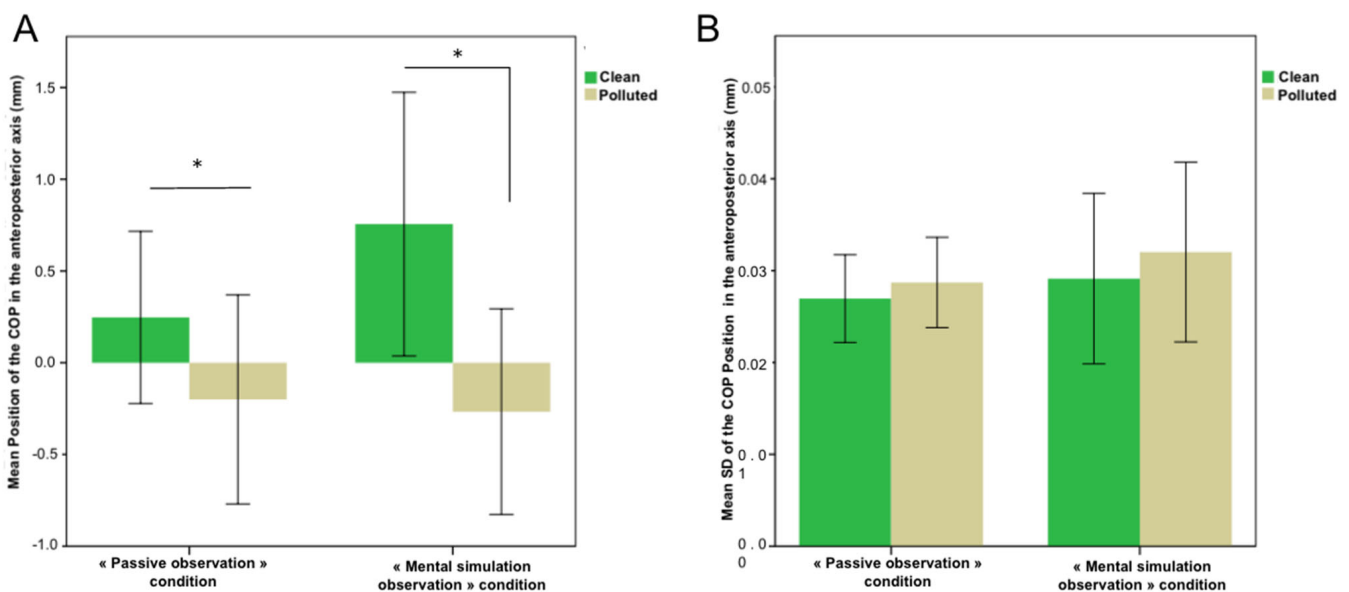 A
Mean Position of the COP in the anteroposterior axis (mm)
1.5
1.0
0.5
0.0
-0.5
-1.0
*
*
Clean
Polluted
« Passive observation »
condition
« Mental simulation
observation » condition
B
Mean SD of the COP Position in the anteroposterior axis (mm)
0.05
0.04
0.03
0.02
0.0
1
0.0
0
Clean
Polluted
« Passive observation »
condition
« Mental simulation
observation » condition